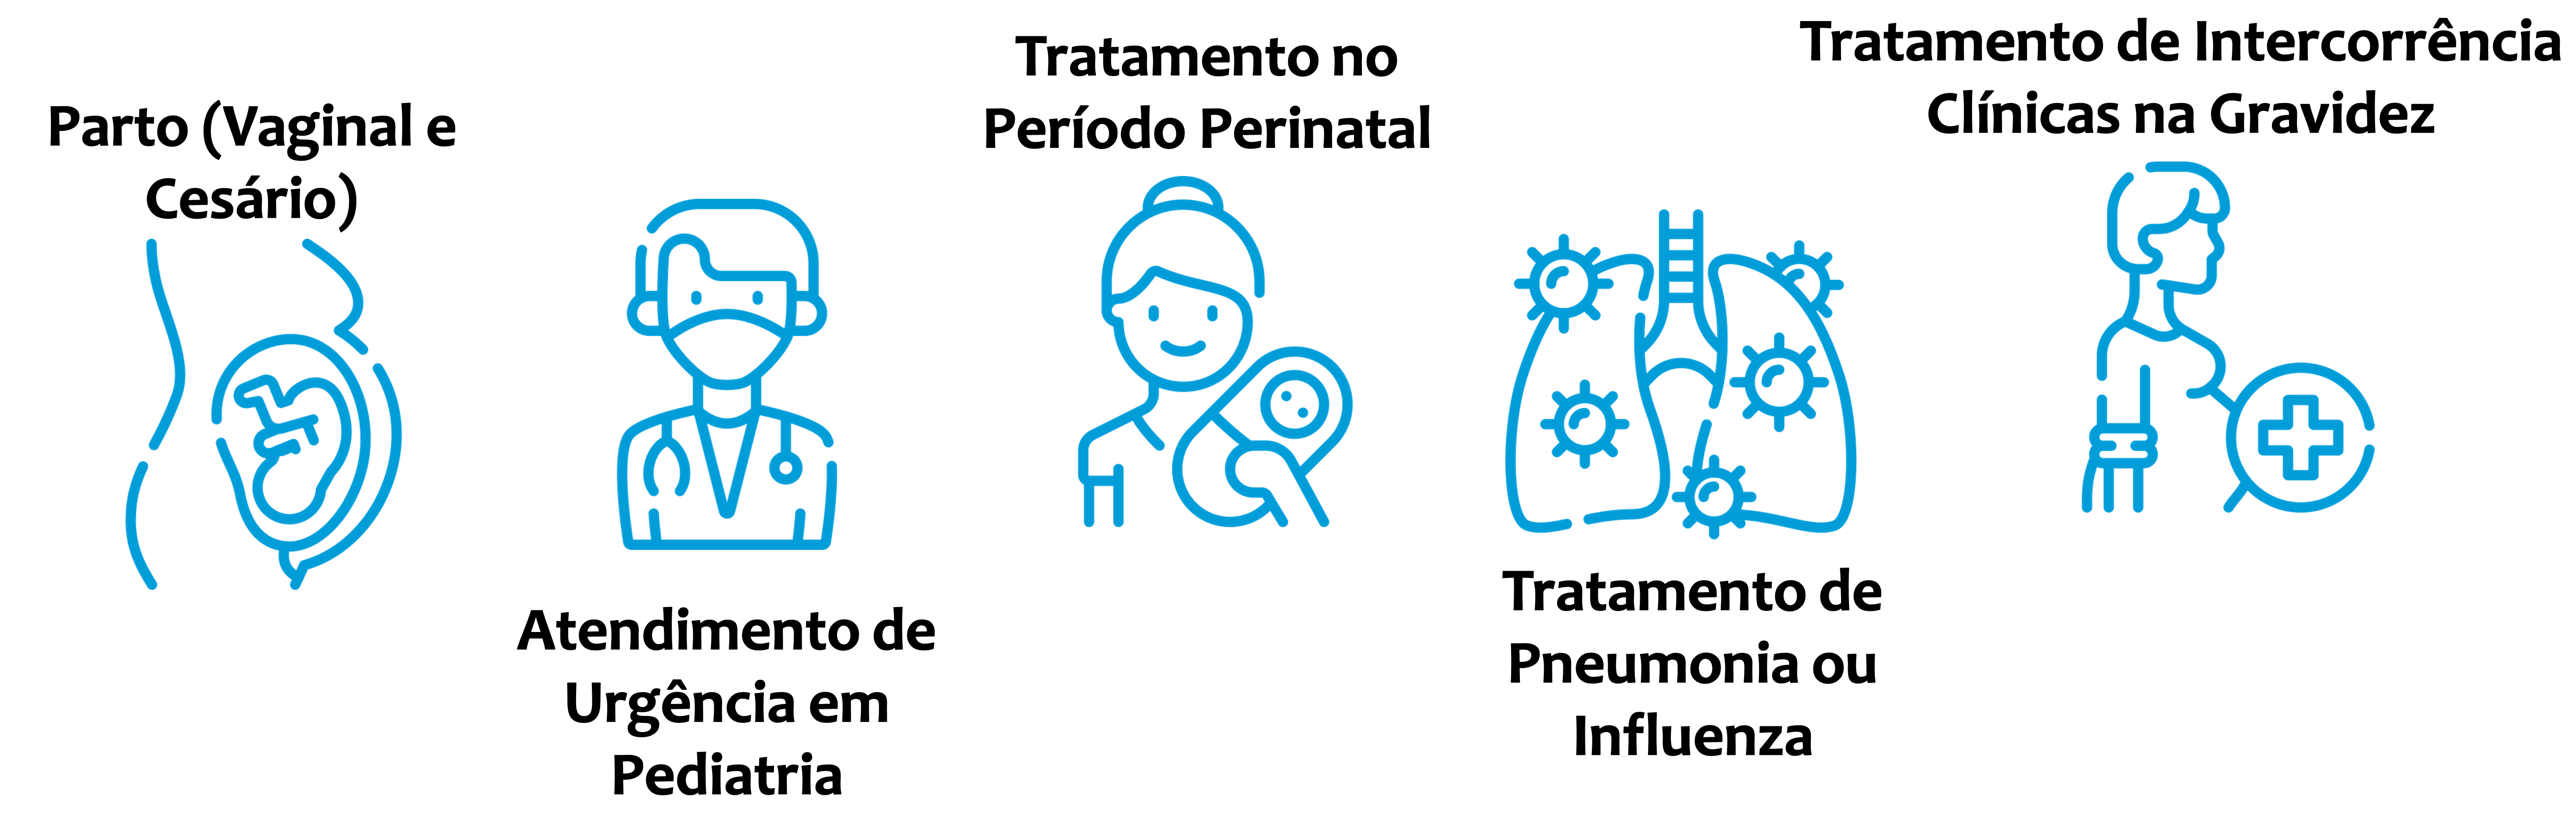 Parto (Vaginal e
Cesário)
Atendimento de
Urgência em
Pediatria
Tratamento no
Período Perinatal
Tratamento de
Pneumonia ou
Influenza
Tratamento de Intercorrência
Clínicas na Gravidez